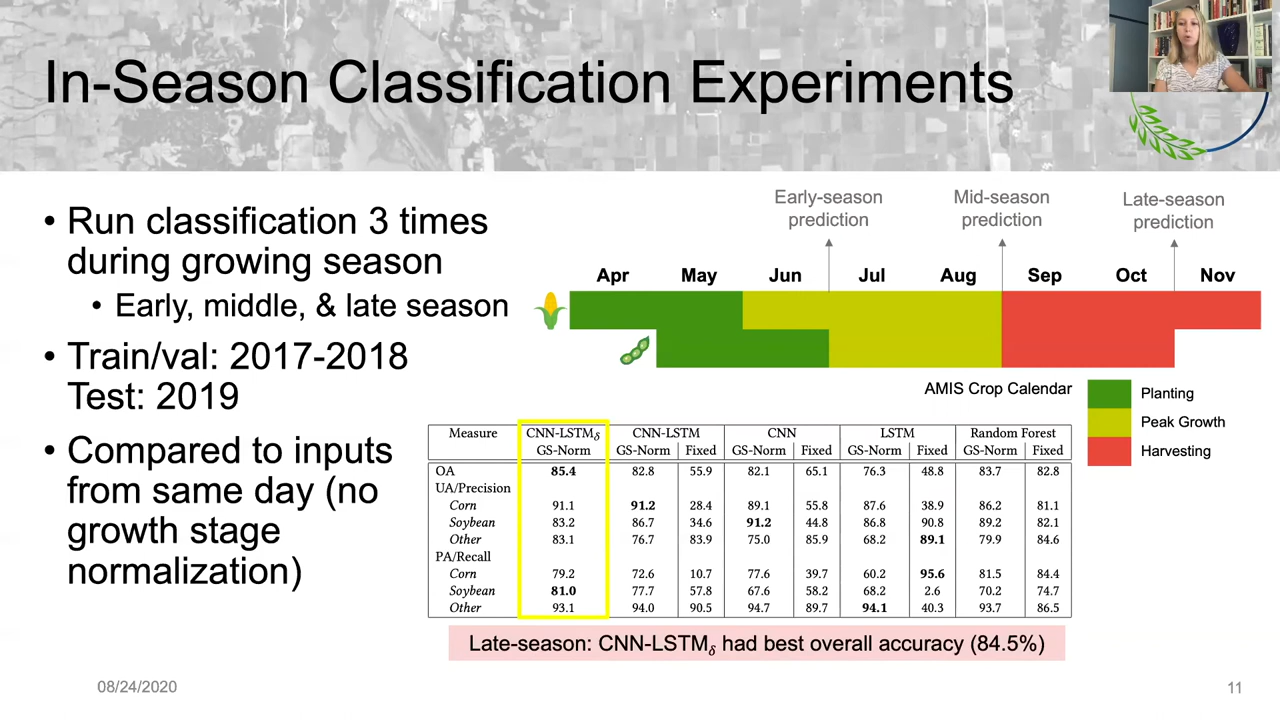 In-Season Classification Experiments
• Run classification 3 times
during growing season
• Early, middle, & late season
• Train/val: 2017-2018
Test: 2019
• Compared to inputs
from same day (no
growth stage
normalization)
Early-season
prediction
Mid-season
prediction
Late-season
prediction
Apr May Jun Jul Aug Sep Oct Nov
AMIS Crop Calendar
Planting
Peak Growth
Harvesting
Measure CNN-LSTMδ CNN-LSTM CNN LSTM Random Forest
GS-Norm GS-Norm Fixed GS-Norm Fixed GS-Norm Fixed GS-Norm Fixed
OA 85.4 82.8 55.9 82.1 65.1 76.3 48.8 83.7 82.8
UA/Precision
Corn 91.1 91.2 28.4 89.1 55.8 87.6 38.9 86.2 81.1
Soybean 83.2 86.7 34.6 91.2 44.8 86.8 90.8 89.2 82.1
Other 83.1 76.7 83.9 75.0 85.9 68.2 89.1 79.9 84.6
PA/Recall
Corn 79.2 72.6 10.7 77.6 39.7 60.2 95.6 81.5 84.4
Soybean 81.0 77.7 57.8 67.6 58.2 68.2 2.6 70.2 74.7
Other 93.1 94.0 90.5 94.7 89.7 94.1 40.3 93.7 86.5
Late-season: CNN-LSTMδ had best overall accuracy (84.5%)
08/24/2020
11